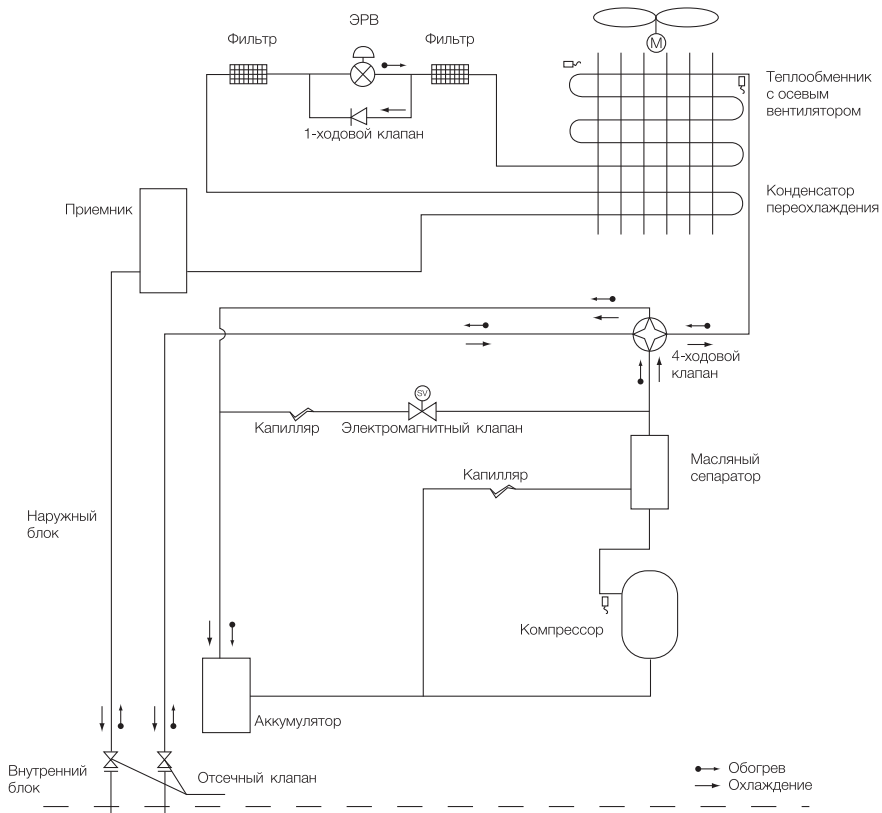 ЭРВ
Фильтр
Фильтр
M
1-ходовой клапан
Теплообменник
с осевым
вентилятором
Конденсатор
переохлаждения
Приемник
4-ходовой
клапан
SV
Капилляр
Электромагнитный клапан
Масляный
сепаратор
Капилляр
Наружный
блок
Компрессор
Аккумулятор
Внутренний
блок
Отсечный клапан
Обогрев
Охлаждение